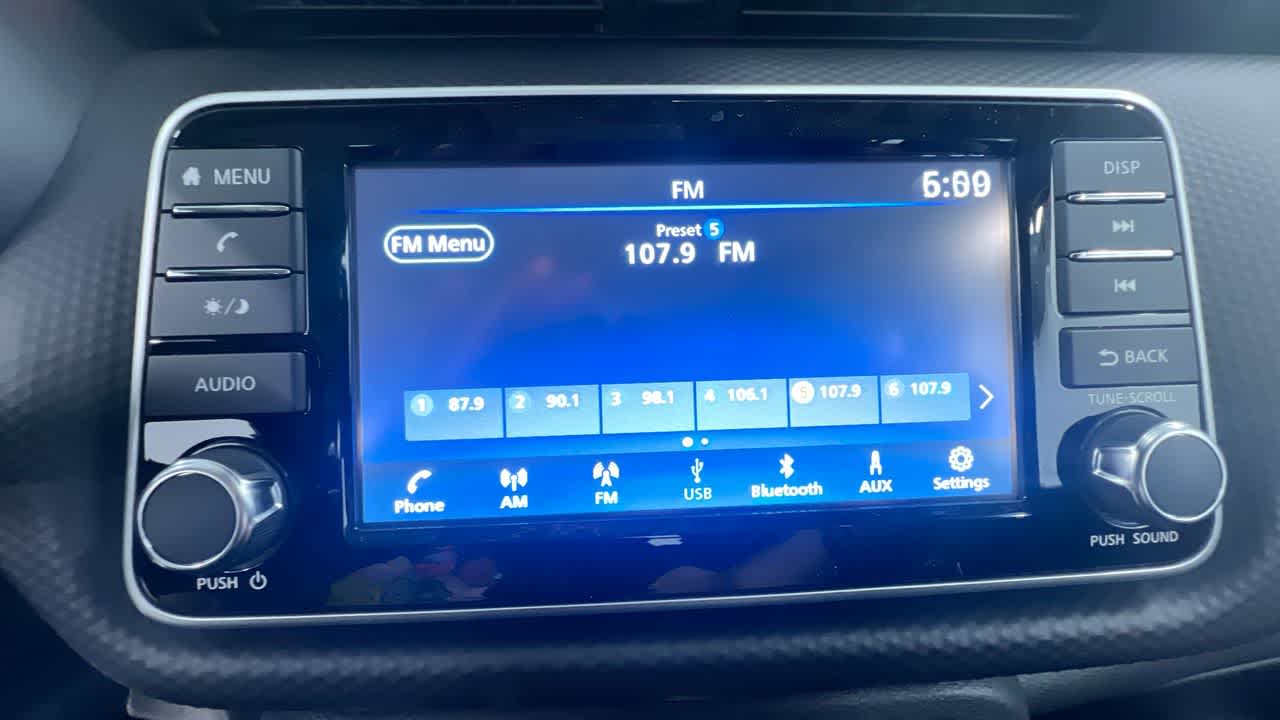 MENU
AUDIO
PUSH
FM
FM Menu
Preset 5
107.9 FM
1 87.9
2 90.1
3 98.1
4 106.1
5 107.9
6 107.9
Phone
AM
FM
USB
Bluetooth
AUX
Settings
DISP
BACK
TUNE·SCROLL
PUSH SOUND